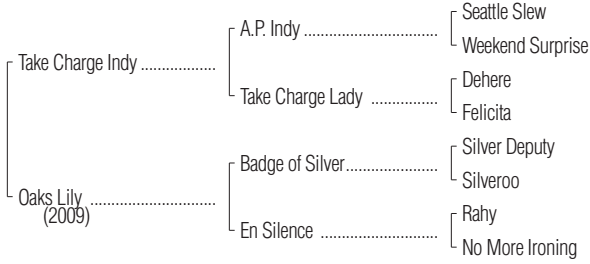 Seattle Slew
A.P. Indy ................................
Weekend Surprise
Take Charge Indy ..................
Dehere
Take Charge Lady ................
Felicita
Silver Deputy
Badge of Silver......................
Silveroo
Oaks Lily ..............................
(2009)
Rahy
En Silence ............................
No More Ironing